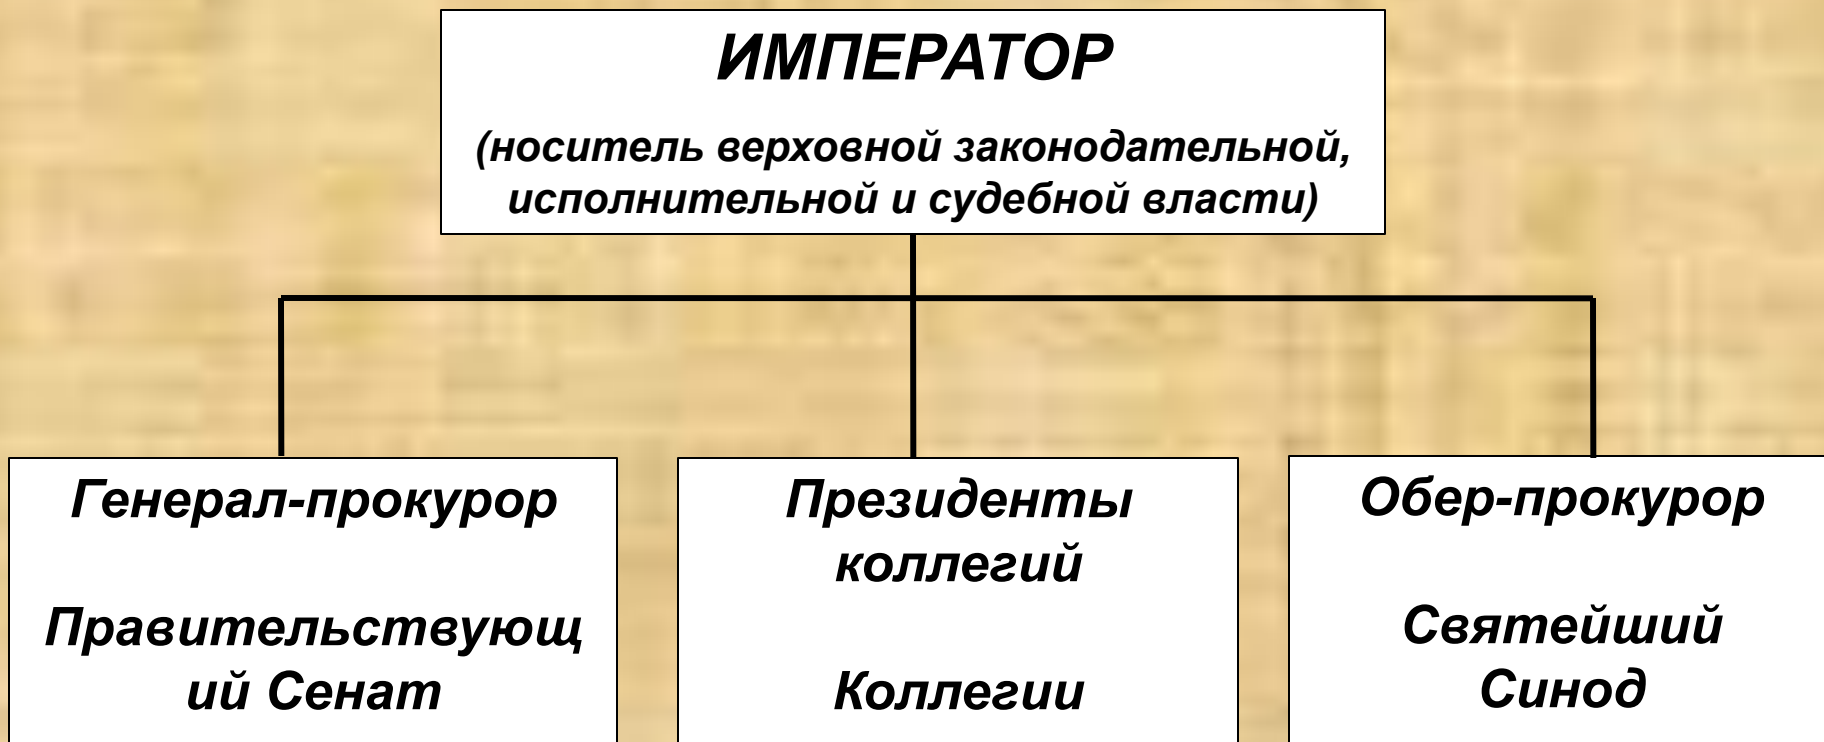 ИМПЕРАТОР
(носитель верховной законодательной,
исполнительной и судебной власти)
Генерал-прокурор
Правительствующ
ий Сенат
Президенты
коллегий
Коллегии
Обер-прокурор
Святейший
Синод